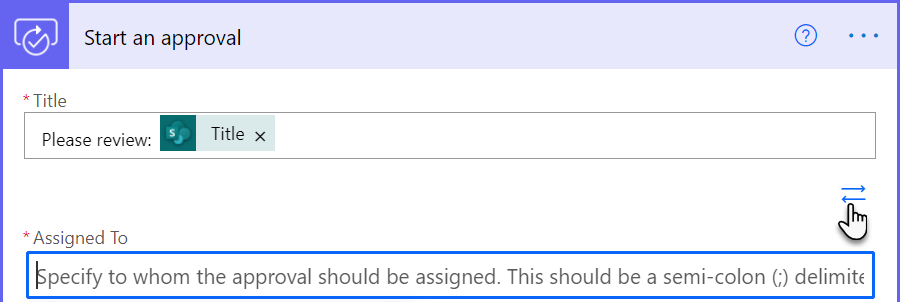 Start an approval
* Title
Please review: S Title ×
* Assigned To
Specify to whom the approval should be assigned. This should be a semi-colon (;) delimite